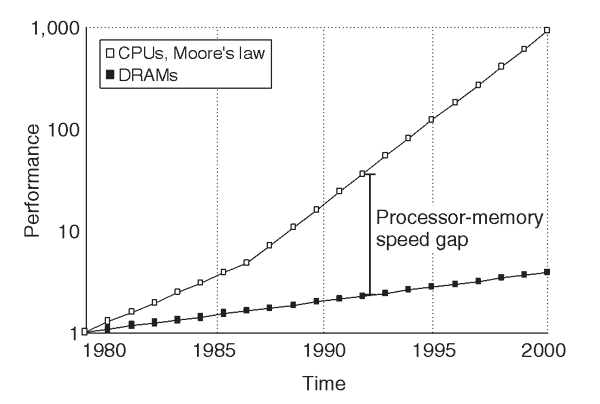 1,000
CPUs, Moore's law
DRAMs
100
Performance
Processor-memory
speed gap
10
1
1980 1985 1990 1995 2000
Time